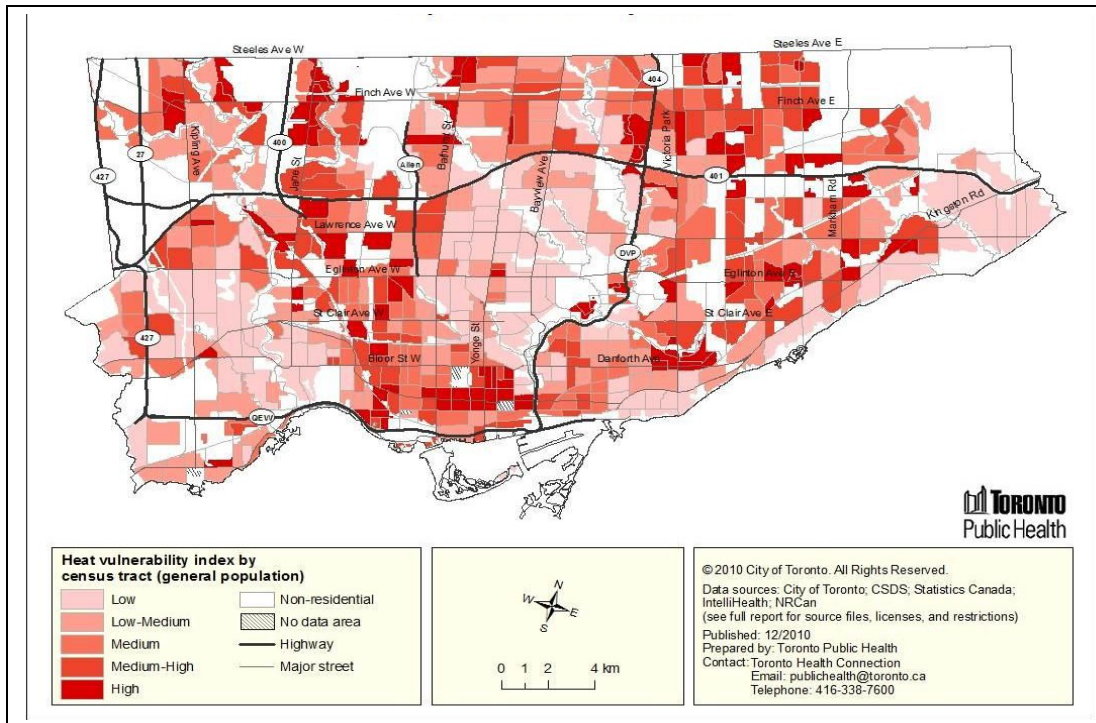 Steeles Ave W
Steeles Ave E
404
Finch Ave W
Finch Ave E
Kipling Ave
27
400
Jane St
Allen
Bathurst St
Bayview Ave
Victoria Park
401
427
Markham Rd
Kingston Rd
Lawrence Ave W
DVP
Eglinton Ave W
Eglinton Ave E
St Clair Ave W
St Clair Ave E
427
Yonge St
Bloor St W
Danforth Ave
QEW
TORONTO
Public Health
Heat vulnerability index by
census tract (general population)
Low
Low-Medium
Medium
Medium-High
High
Non-residential
No data area
Highway
Major street
N
W
E
S
0 1 2 4 km
© 2010 City of Toronto. All Rights Reserved.
Data sources: City of Toronto; CSDS; Statistics Canada;
IntelliHealth; NRCan
(see full report for source files, licenses, and restrictions)
Published: 12/2010
Prepared by: Toronto Public Health
Contact: Toronto Health Connection
Email: publichealth@toronto.ca
Telephone: 416-338-7600